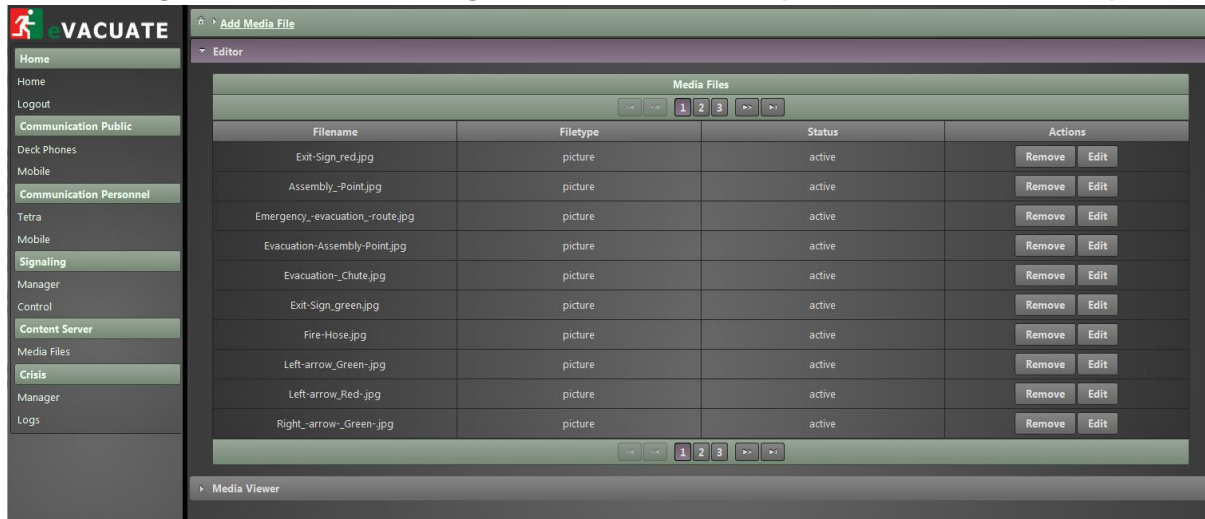 eVACUATE
Home
Home
Logout
Communication Public
Deck Phones
Mobile
Communication Personnel
Tetra
Mobile
Signaling
Manager
Control
Content Server
Media Files
Crisis
Manager
Logs
Add Media File
Editor
Media Files
1 2 3
Filename Filetype Status Actions
Exit-Sign_red.jpg picture active Remove Edit
Assembly_-Point.jpg picture active Remove Edit
Emergency_-evacuation_-route.jpg picture active Remove Edit
Evacuation-Assembly-Point.jpg picture active Remove Edit
Evacuation-_Chute.jpg picture active Remove Edit
Exit-Sign_green.jpg picture active Remove Edit
Fire-Hose.jpg picture active Remove Edit
Left-arrow_Green-.jpg picture active Remove Edit
Left-arrow_Red-.jpg picture active Remove Edit
Right_-arrow-_Green-.jpg picture active Remove Edit
1 2 3
Media Viewer